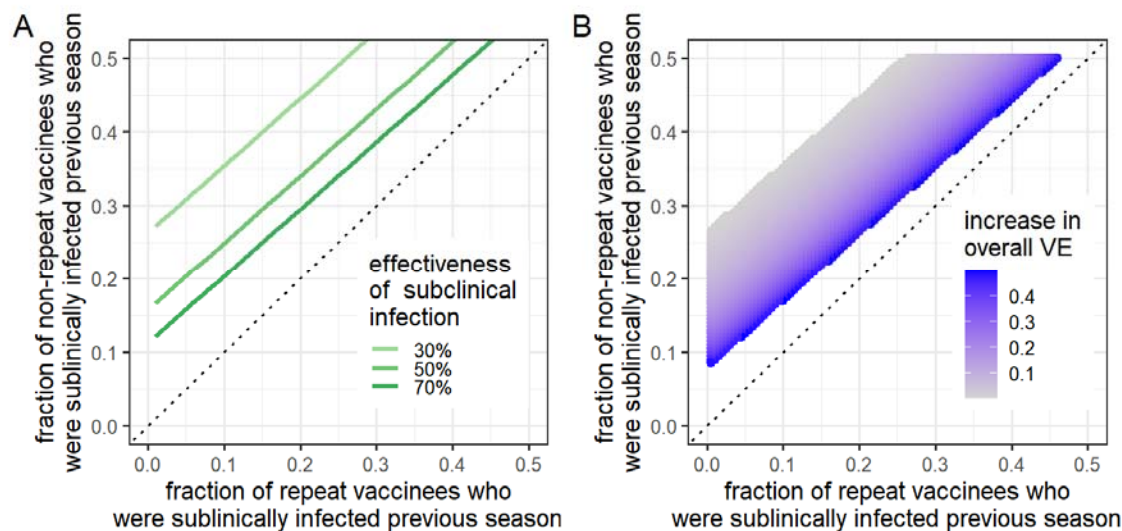 A
fraction of non-repeat vaccinees who
were sublinically infected previous season
0.5
0.4
0.3
0.2
0.1
0.0
effectiveness
of subclinical
infection
30%
50%
70%
0.0 0.1 0.2 0.3 0.4 0.5
fraction of repeat vaccinees who
were sublinically infected previous season
B
fraction of non-repeat vaccinees who
were sublinically infected previous season
0.5
0.4
0.3
0.2
0.1
0.0
increase in
overall VE
0.4
0.3
0.2
0.1
0.0 0.1 0.2 0.3 0.4 0.5
fraction of repeat vaccinees who
were sublinically infected previous season